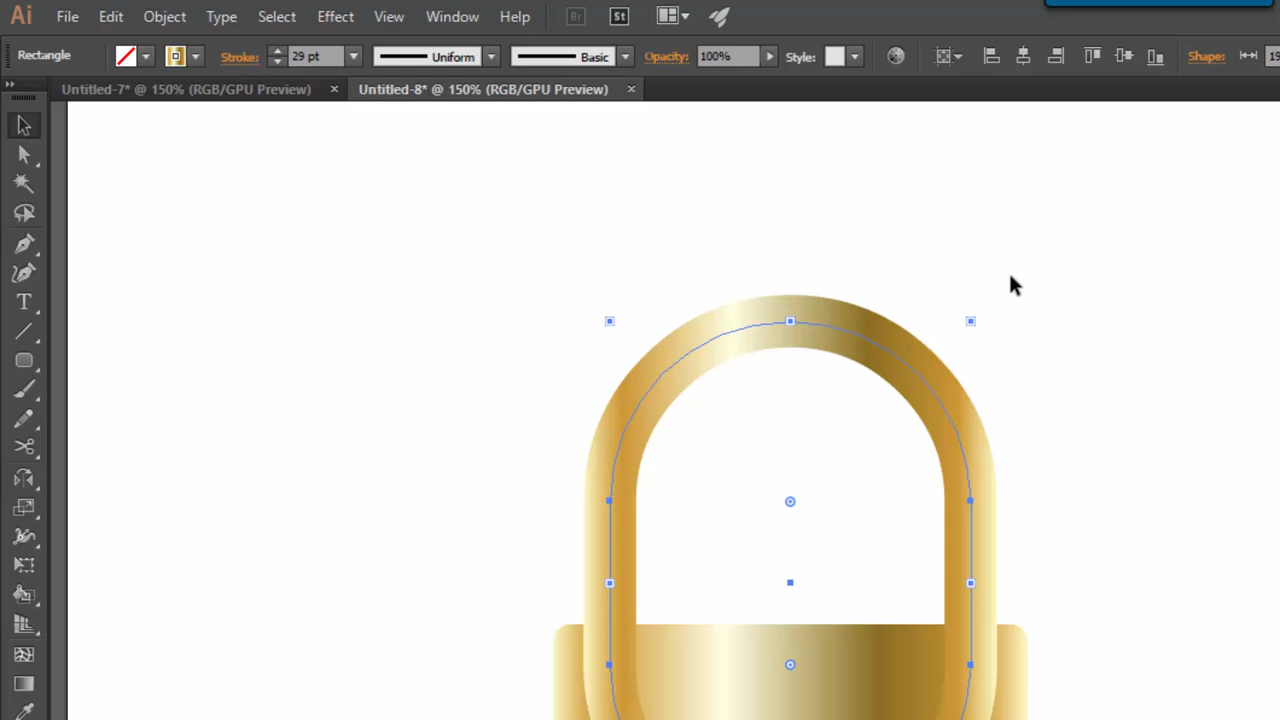 Ai File Edit Object Type Select Effect View Window Help Br St
Rectangle Stroke: 29 pt Uniform Basic Opacity: 100% Style: Shape:
Untitled-7* @ 150% (RGB/GPU Preview) × Untitled-8* @ 150% (RGB/GPU Preview) ×
T